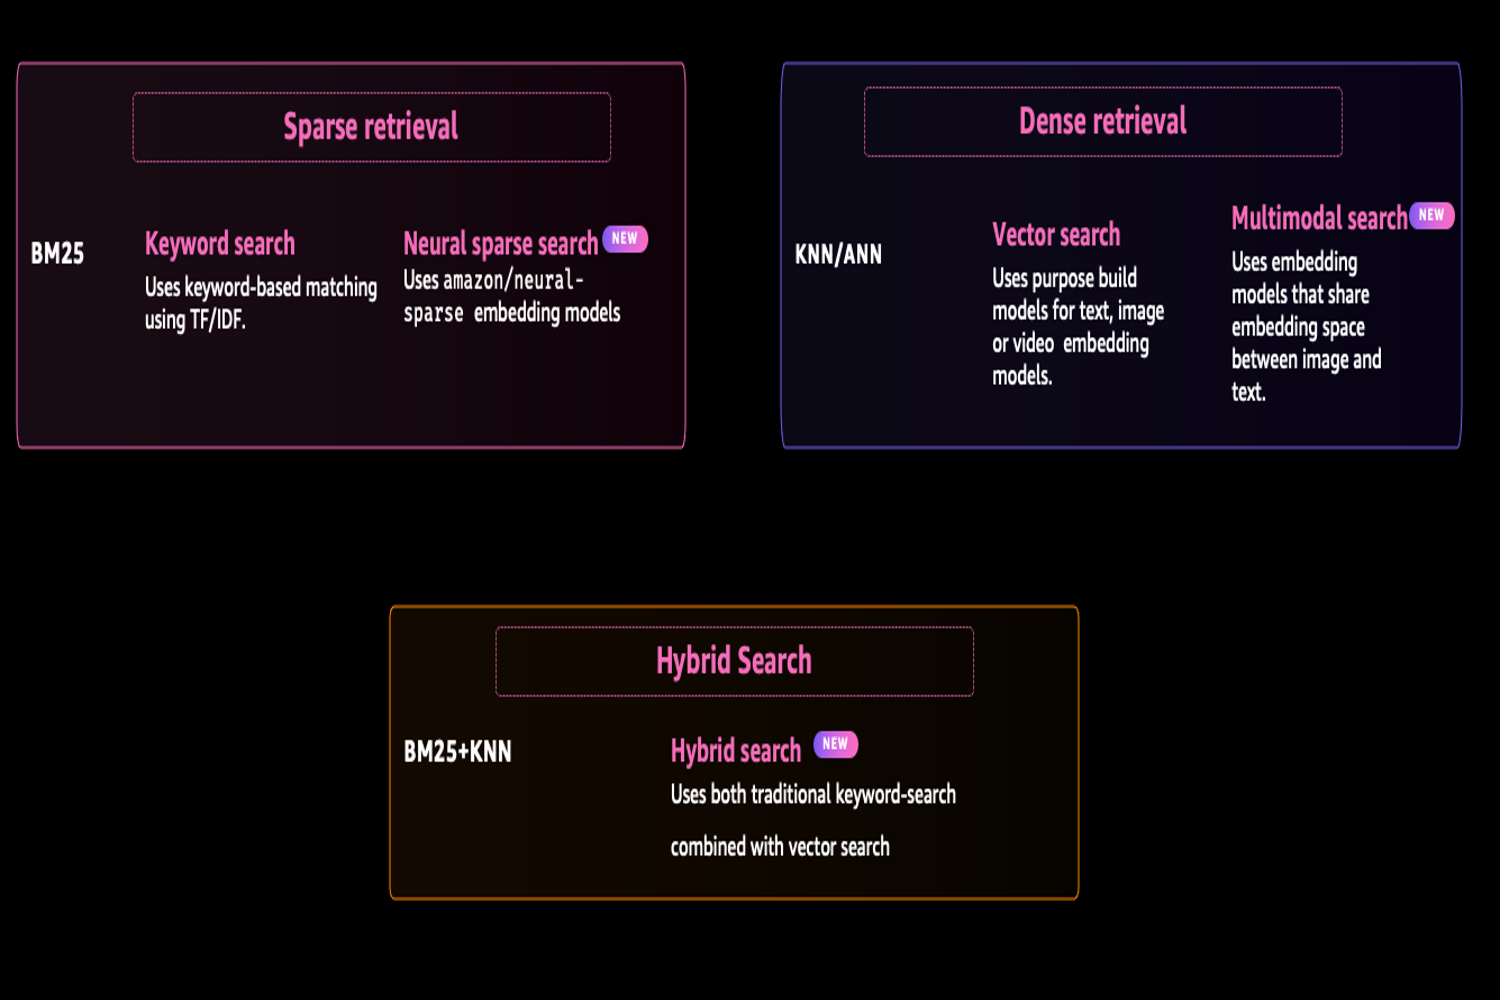 Sparse retrieval
BM25
Keyword search
Uses keyword-based matching
using TF/IDF.
Neural sparse search NEW
Uses amazon/neural-
sparse embedding models
Dense retrieval
KNN/ANN
Vector search
Uses purpose build
models for text, image
or video embedding
models.
Multimodal search NEW
Uses embedding
models that share
embedding space
between image and
text.
Hybrid Search
BM25+KNN
Hybrid search NEW
Uses both traditional keyword-search
combined with vector search